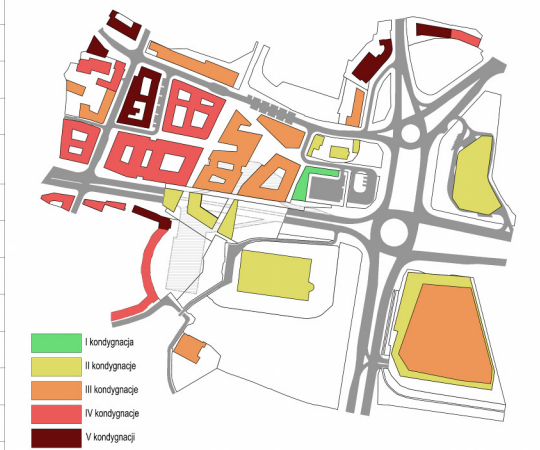 I kondygnacja
II kondygnacje
III kondygnacje
IV kondygnacje
V kondygnacji